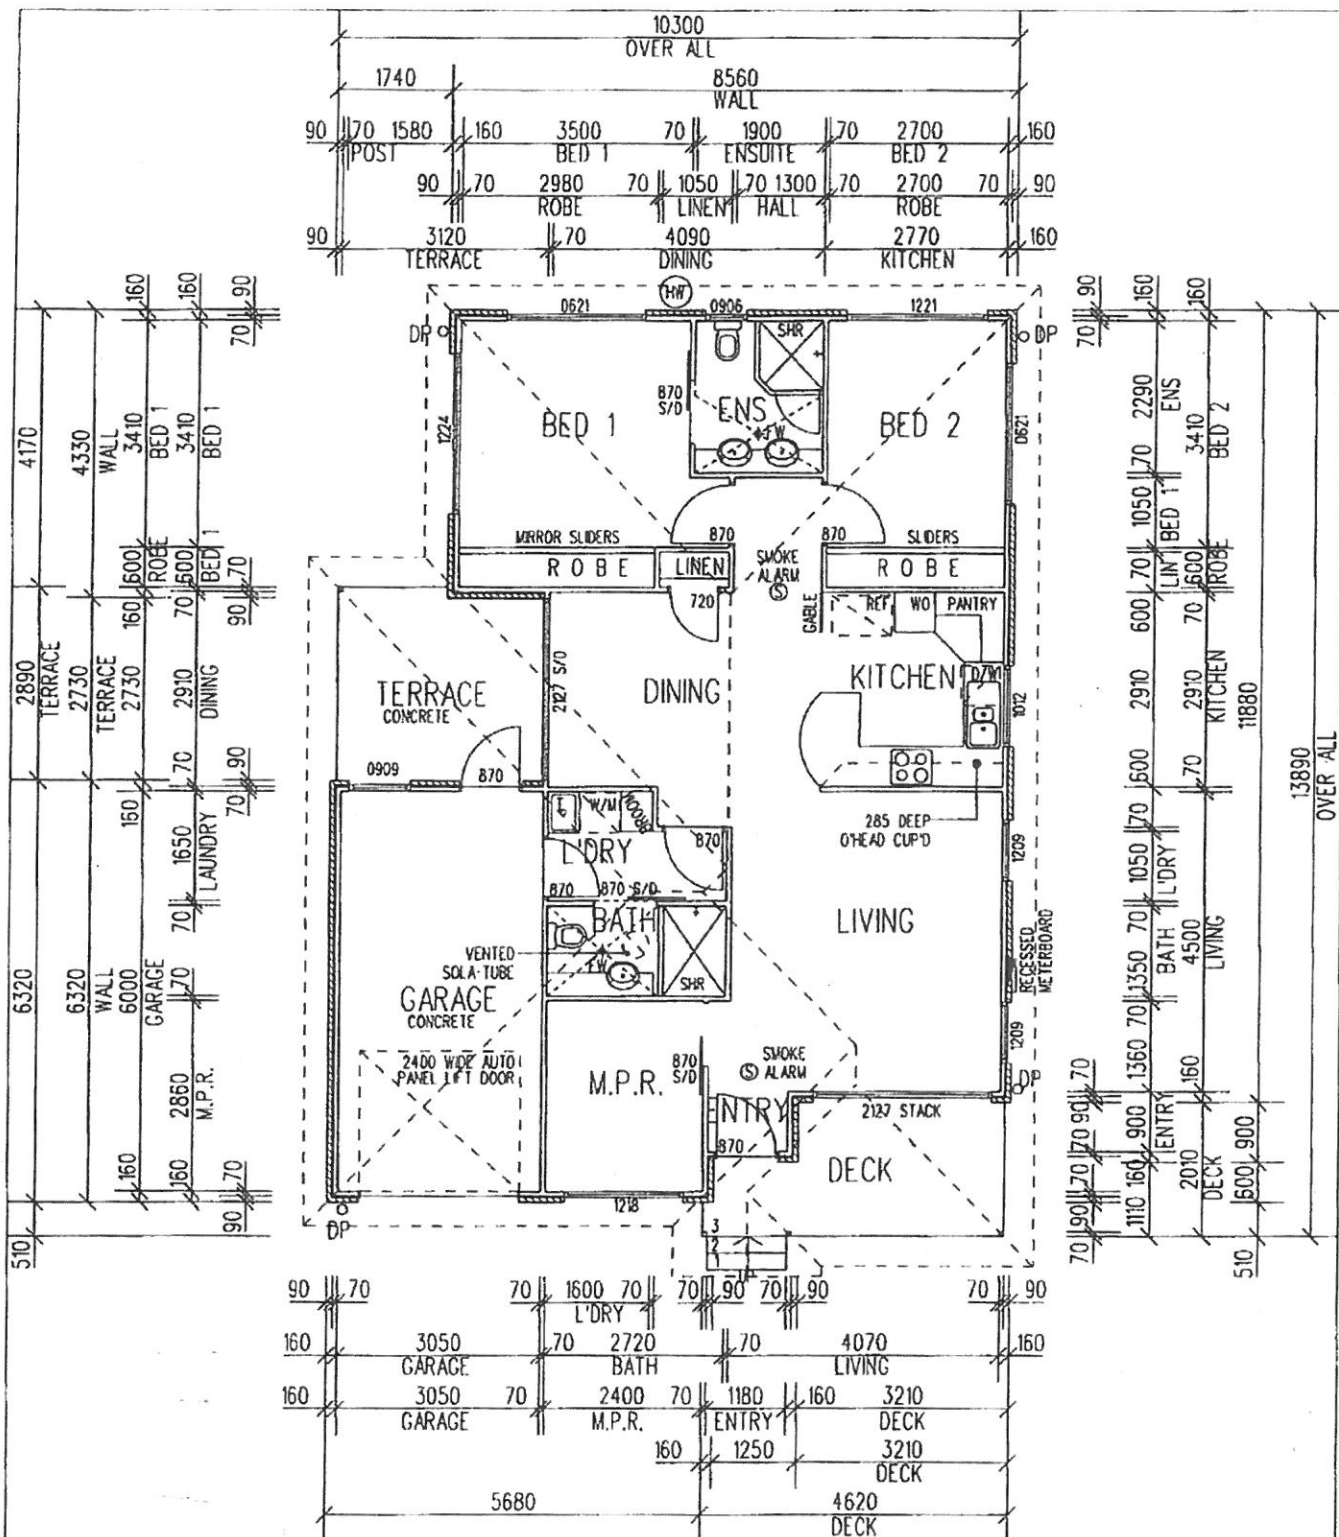 10300
OVER ALL
1740 8560
WALL
90 70 1580 160 3500 70 1900 70 2700 160
POST BED 1 ENSUITE BED 2
90 70 2980 70 1050 70 1300 70 2700 70 90
ROBE LINEN HALL ROBE
90 3120 70 4090 2770 160
TERRACE DINING KITCHEN
HW
0621 0906 1221
DP SHR DP
870 S/D
1224 BED 1 ENS BED 2 0621
FW
MIRROR SLIDERS 870 870 SLIDERS
ROBE LINEN SMOKE ALARM S ROBE
720 GABLE REF WO PANTRY
TERRACE
CONCRETE
2127 S/D
DINING KITCHEN D/W 1012
0909 870
T W/M BROOM
285 DEEP
O'HEAD CUP'D
L'DRY 870 1209
870 870 S/D
BATH LIVING
VENTED
SOLA-TUBE
FW
SHR
RECESSED
METERBOARD
GARAGE
CONCRETE
2400 WIDE AUTO
PANEL LIFT DOOR
M.P.R.
870 S/D
SMOKE
S ALARM
1209
DP
ENTRY 2127 STACK
870
DECK
1218
DP
3
2
1
UP
4170
2890
TERRACE
6320
510
4330
WALL
2730
TERRACE
6320
WALL
160
3410
BED 1
600
ROBE
160
2730
160
6000
GARAGE
160
160
3410
BED 1
600
BED 1
70
2910
DINING
70
1650
LAUNDRY
70
70
2860
M.P.R.
160
90
70
70
90
90
70
70
90
90
70
70
90
70
90
70
70
90
70
160
2290
ENS
70
1050
BED 1
70
LIN
600
2910
600
70
1050
L'DRY
70
1350
BATH
70
1360
900
ENTRY
160
1110
160
3410
BED 2
600
ROBE
70
2910
KITCHEN
70
4500
LIVING
160
2010
DECK
11880
900
600
510
13890
OVER ALL
90 70 70 1600 70 70 90 70 90 70 90
L'DRY
160 3050 70 2720 70 4070 160
GARAGE BATH LIVING
160 3050 70 2400 70 1180 160 3210
GARAGE M.P.R. ENTRY DECK
160 1250 3210
DECK
5680 4620
DECK